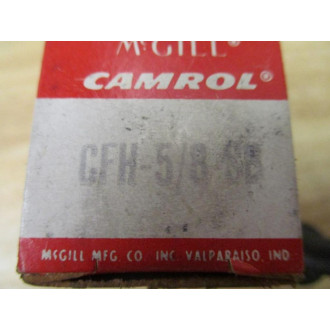 McGILL®
CAMROL®
CFH-5/8-SB
McGILL MFG. CO. INC. VALPARAISO, IND.